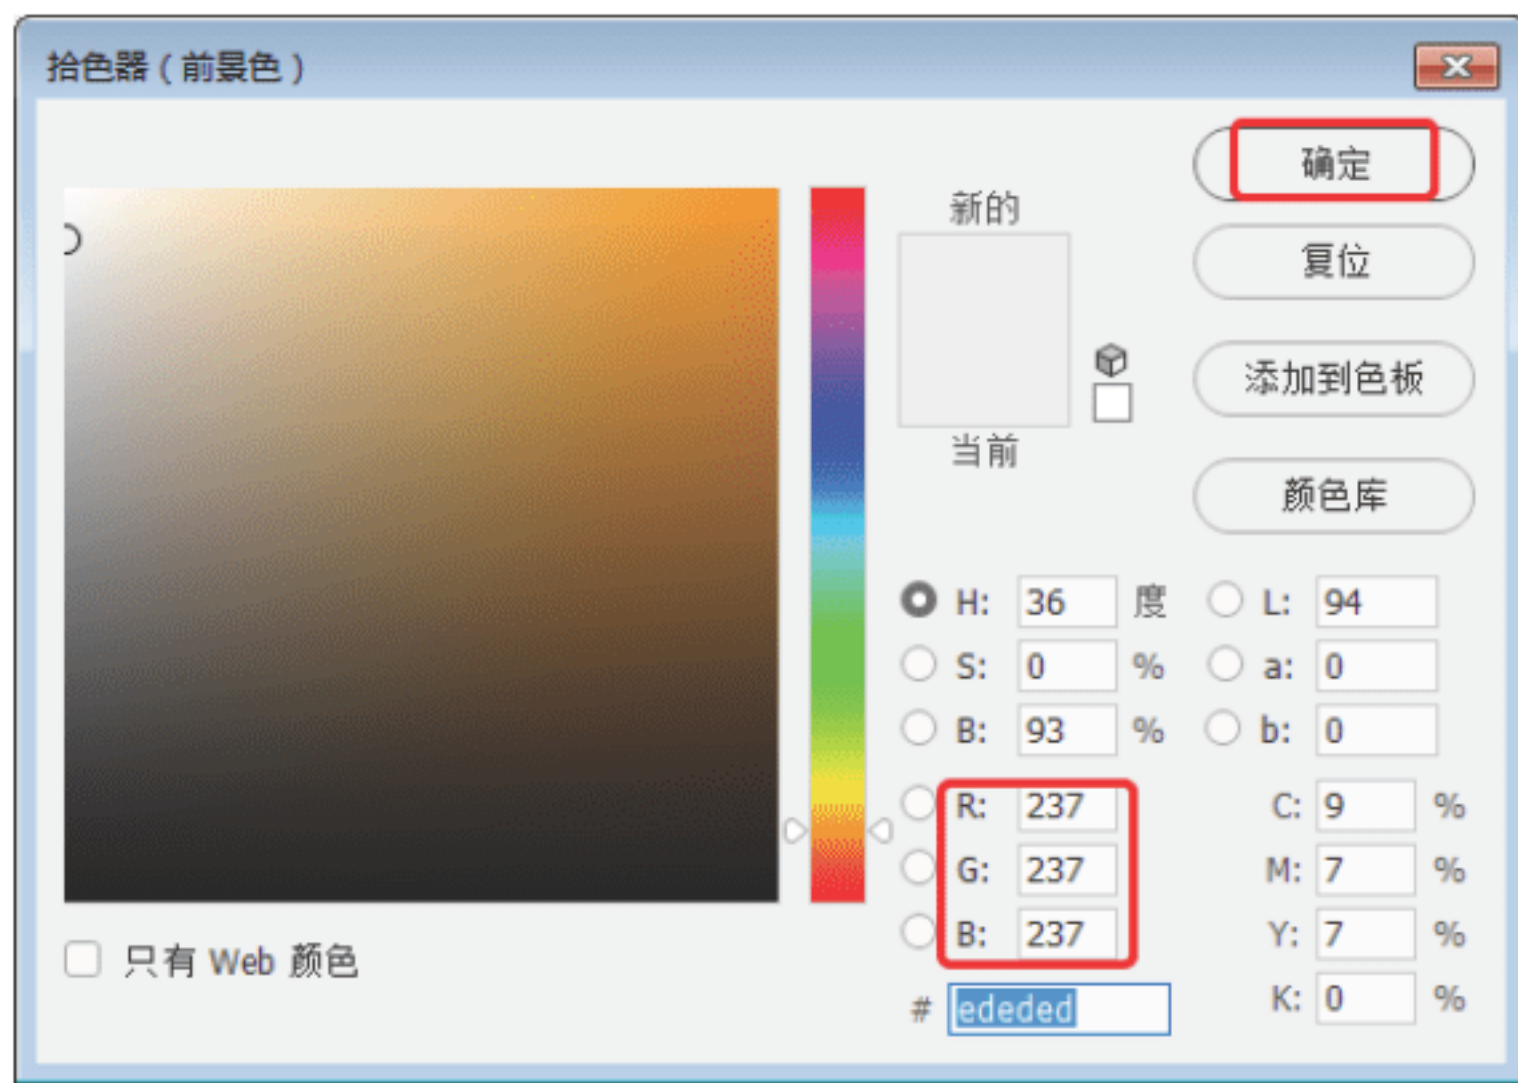 拾色器（前景色）
确定
新的
复位
添加到色板
当前
颜色库
H: 36 度
L: 94
S: 0 %
a: 0
B: 93 %
b: 0
R: 237
C: 9 %
G: 237
M: 7 %
B: 237
Y: 7 %
只有 Web 颜色
# ededed
K: 0 %